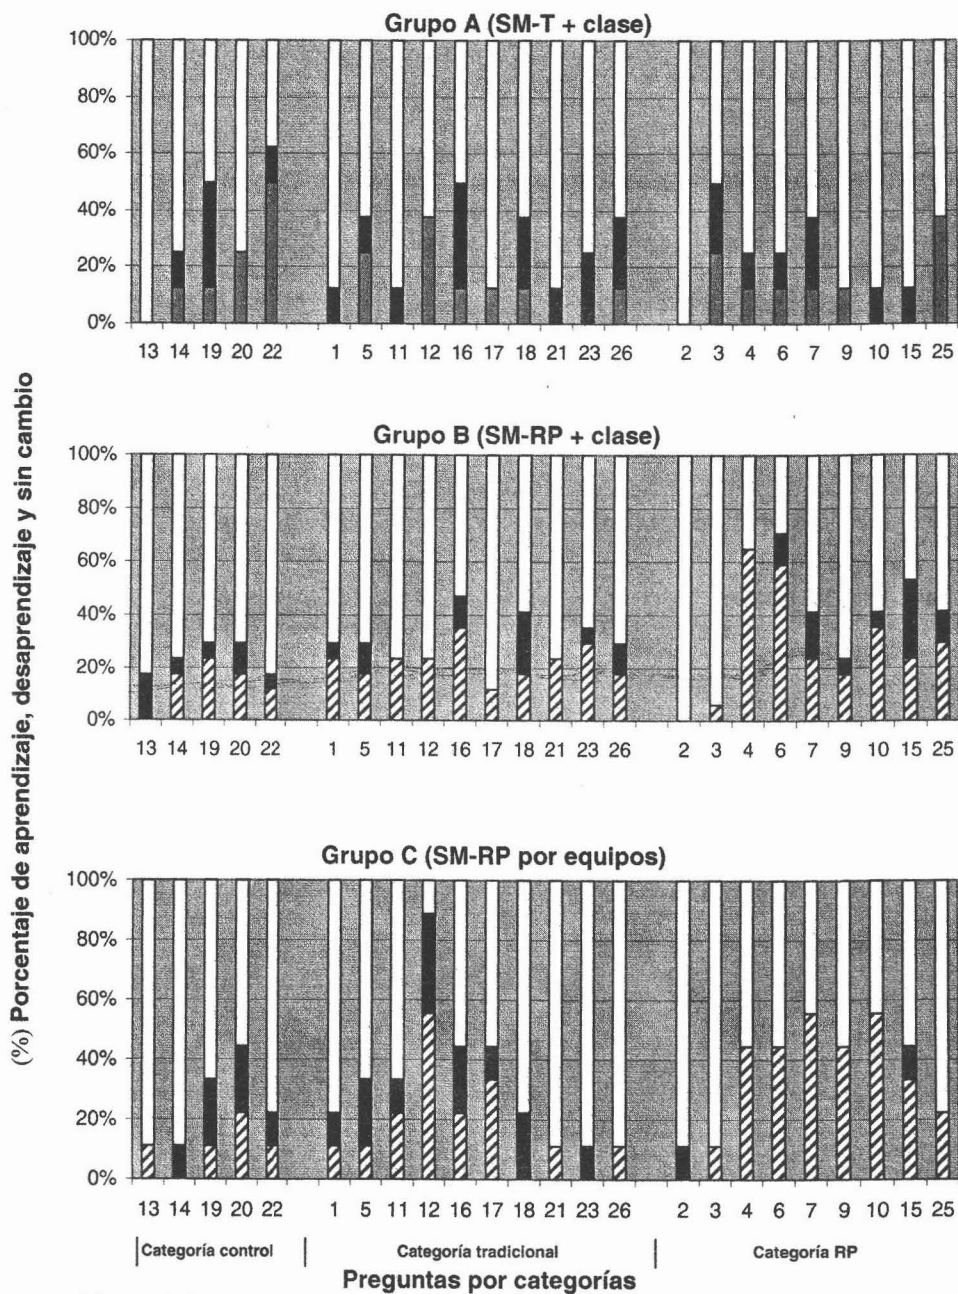 Grupo A (SM-T + clase)
100%
80%
60%
40%
20%
0%
13 14 19 20 22 1 5 11 12 16 17 18 21 23 26 2 3 4 6 7 9 10 15 25
Grupo B (SM-RP + clase)
100%
80%
60%
40%
20%
0%
13 14 19 20 22 1 5 11 12 16 17 18 21 23 26 2 3 4 6 7 9 10 15 25
Grupo C (SM-RP por equipos)
100%
80%
60%
40%
20%
0%
13 14 19 20 22 1 5 11 12 16 17 18 21 23 26 2 3 4 6 7 9 10 15 25
Categoría control Categoría tradicional Categoría RP
Preguntas por categorías
(%) Porcentaje de aprendizaje, desaprendizaje y sin cambio